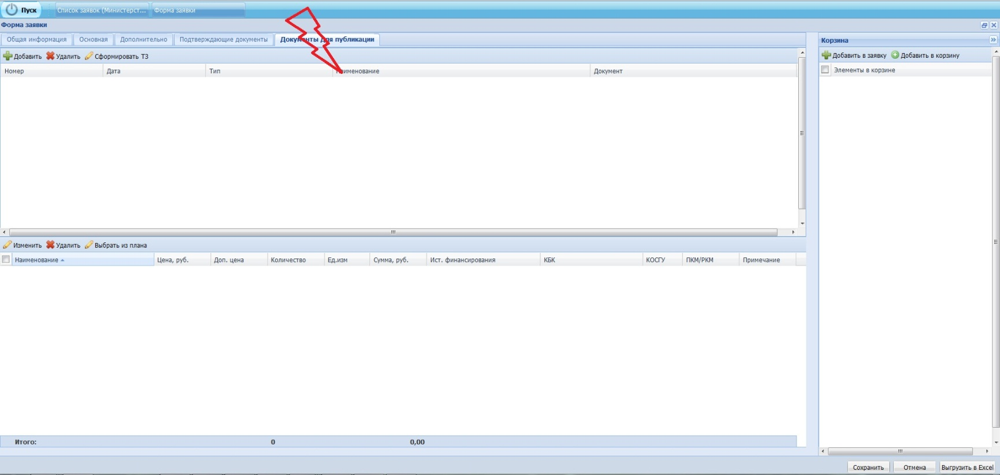 Пуск
Список заявок (Министерст... Форма заявки
Форма заявки
Общая информация Основная Дополнительно Подтверждающие документы Документы для публикации
Добавить Удалить Сформировать ТЗ
Номер Дата Тип Наименование Документ
Изменить Удалить Выбрать из плана
Наименование Цена, руб. Доп. цена Количество Ед.изм Сумма, руб. Ист. финансирования КБК КОСГУ ПКМ/РКМ Примечание
Итого: 0 0,00
Корзина
Добавить в заявку Добавить в корзину
Элементы в корзине
Сохранить Отмена Выгрузить в Excel